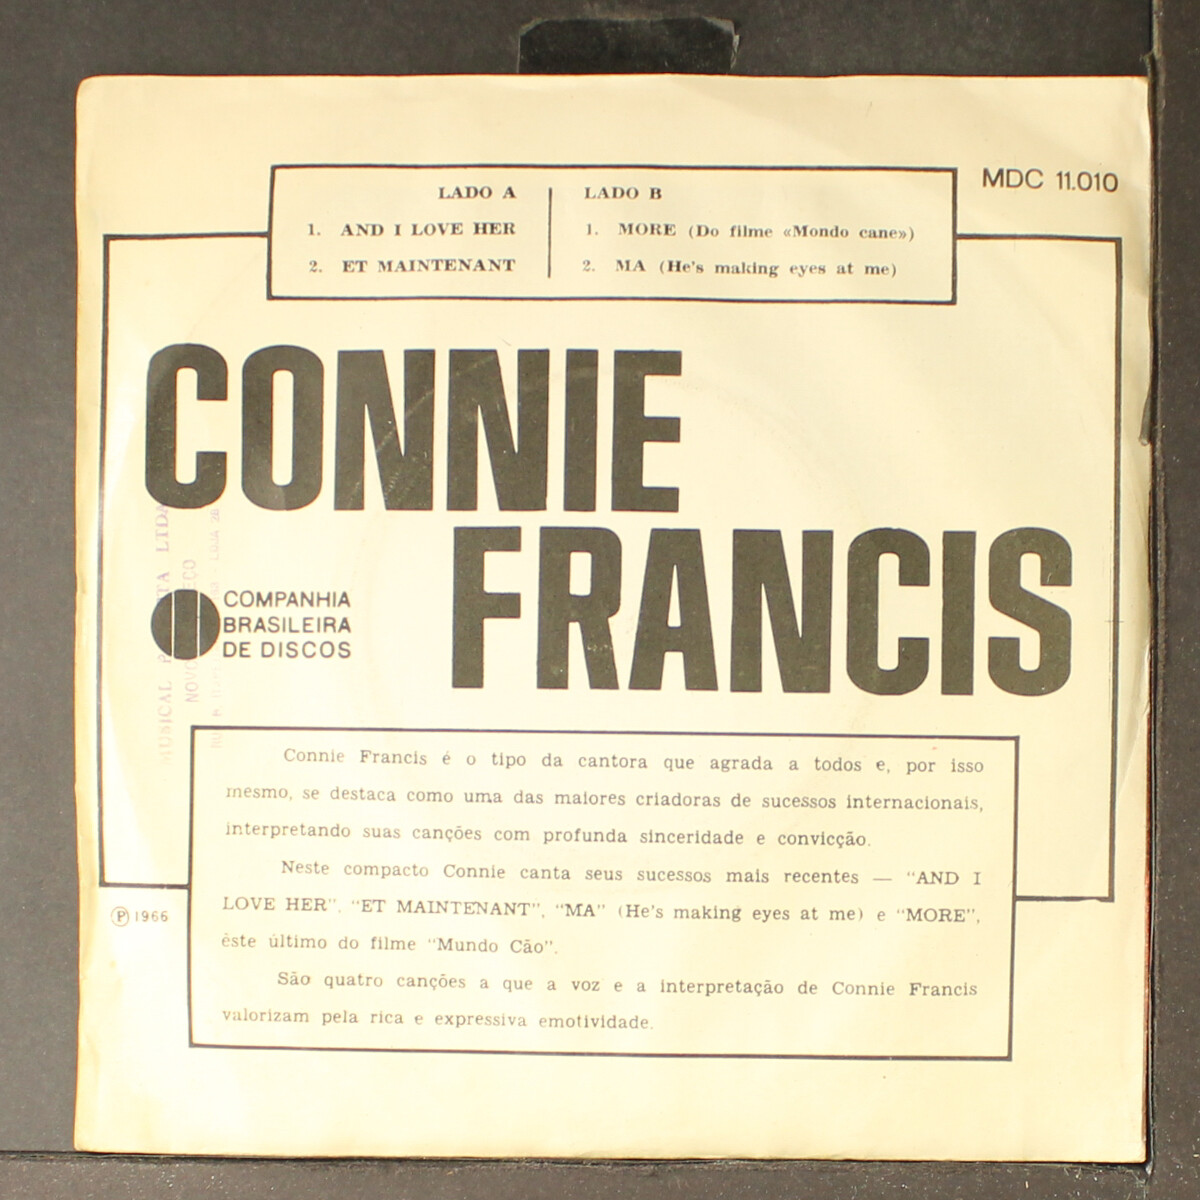 MDC 11.010
LADO A
1. AND I LOVE HER
2. ET MAINTENANT
LADO B
1. MORE (Do filme «Mondo cane»)
2. MA (He's making eyes at me)
CONNIE
FRANCIS
COMPANHIA
BRASILEIRA
DE DISCOS
MUSICAL
LTDA
Connie Francis é o tipo da cantora que agrada a todos e, por isso
mesmo, se destaca como uma das maiores criadoras de sucessos internacionais,
interpretando suas canções com profunda sinceridade e convicção.
Neste compacto Connie canta seus sucessos mais recentes — "AND I
LOVE HER", "ET MAINTENANT", "MA" (He's making eyes at me) e "MORE",
êste último do filme "Mundo Cão".
São quatro canções a que a voz e a interpretação de Connie Francis
valorizam pela rica e expressiva emotividade.
Ⓟ 1966